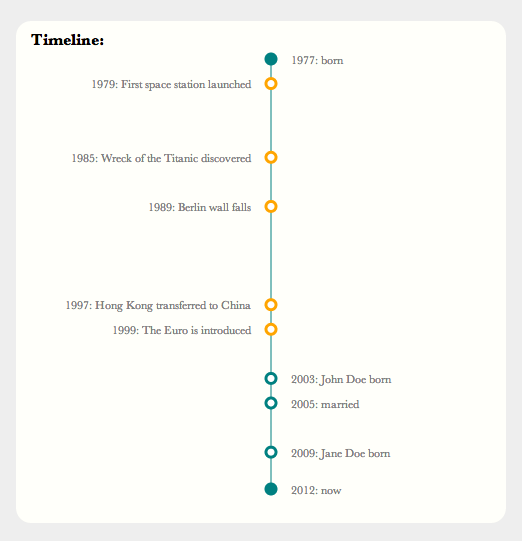 Timeline:
1977: born
1979: First space station launched
1985: Wreck of the Titanic discovered
1989: Berlin wall falls
1997: Hong Kong transferred to China
1999: The Euro is introduced
2003: John Doe born
2005: married
2009: Jane Doe born
2012: now